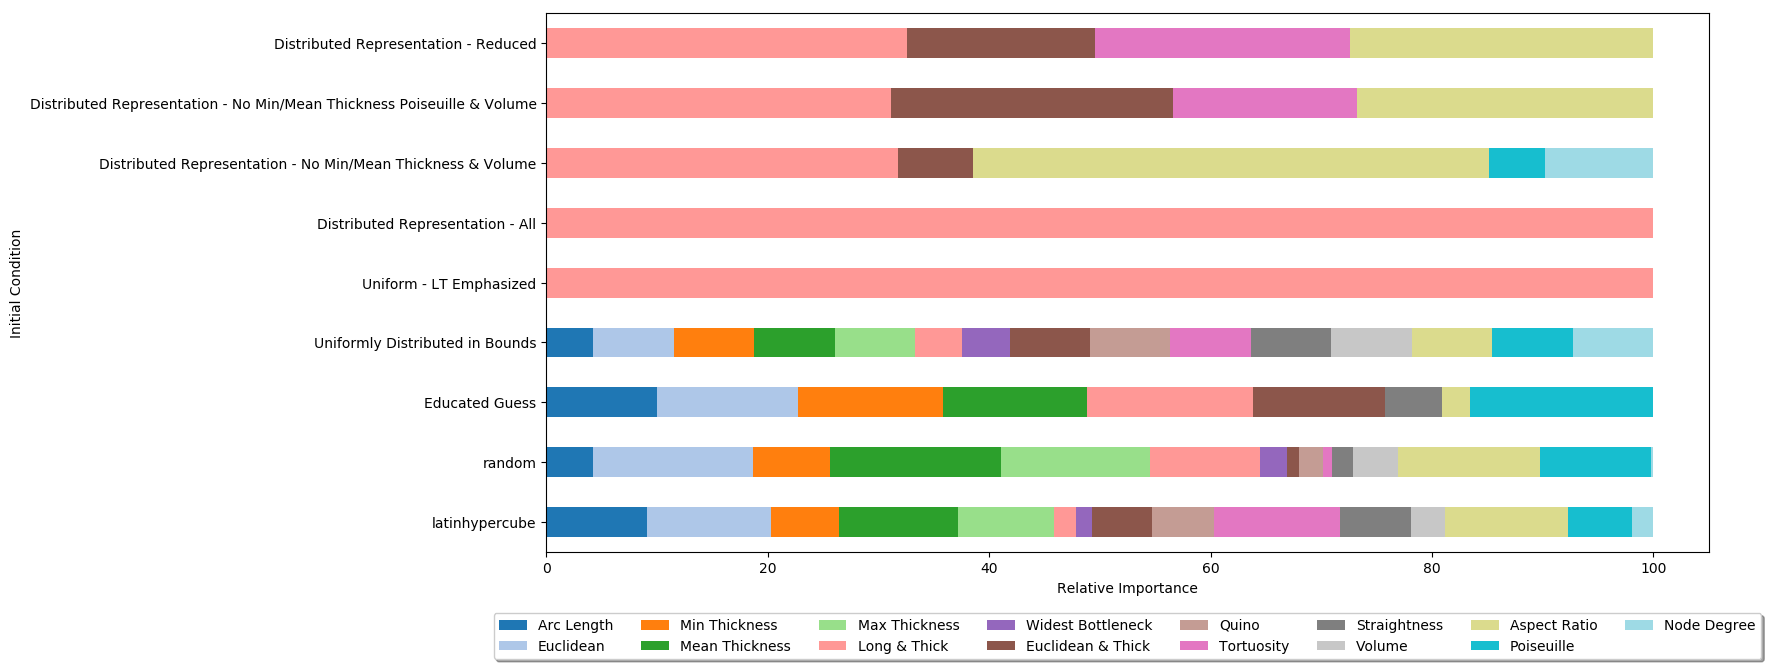 Distributed Representation - Reduced
Distributed Representation - No Min/Mean Thickness Poiseuille & Volume
Distributed Representation - No Min/Mean Thickness & Volume
Distributed Representation - All
Uniform - LT Emphasized
Uniformly Distributed in Bounds
Educated Guess
random
latinhypercube
Initial Condition
0 20 40 60 80 100
Relative Importance
Arc Length Min Thickness Max Thickness Widest Bottleneck Quino Straightness Aspect Ratio Node Degree
Euclidean Mean Thickness Long & Thick Euclidean & Thick Tortuosity Volume Poiseuille